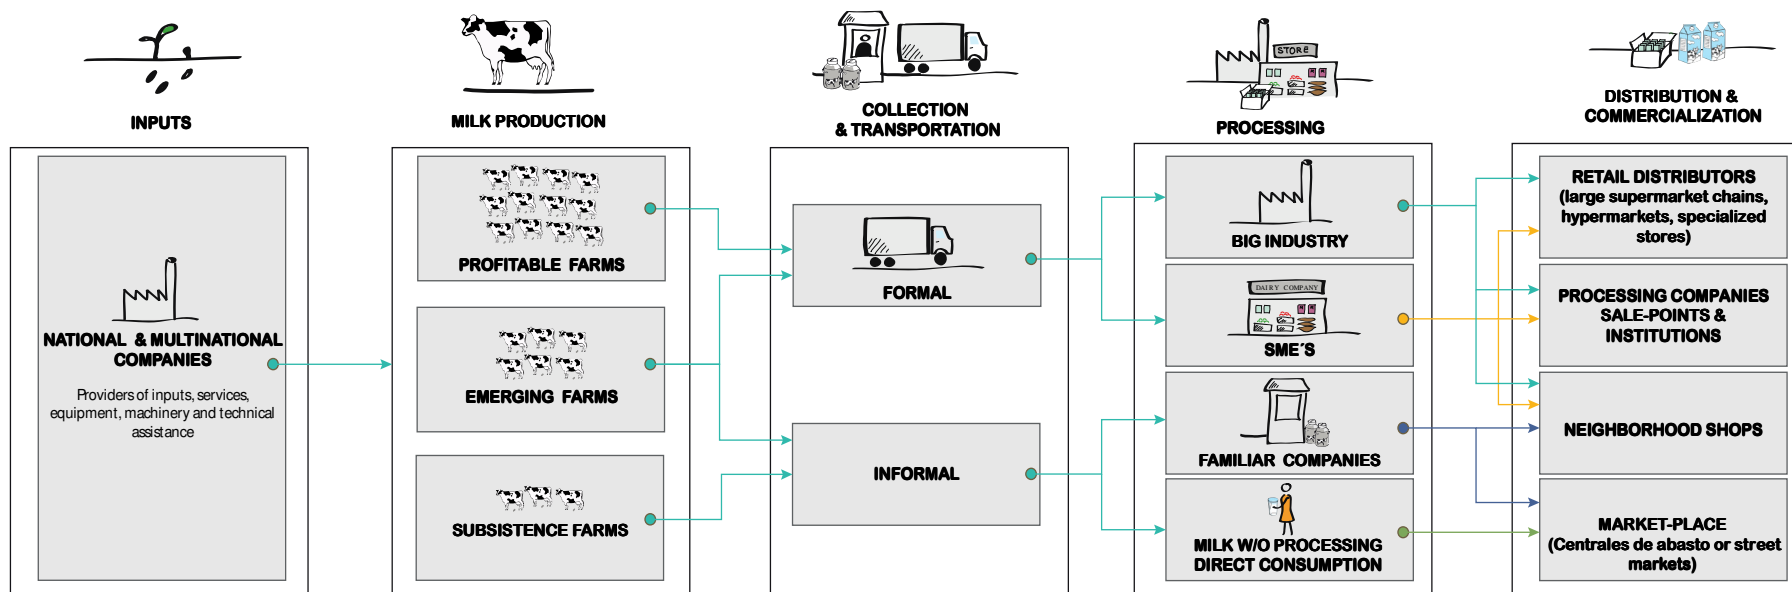 INPUTS
NATIONAL & MULTINATIONAL
COMPANIES
Providers of inputs, services,
equipment, machinery and technical
assistance
MILK PRODUCTION
PROFITABLE FARMS
EMERGING FARMS
SUBSISTENCE FARMS
COLLECTION
& TRANSPORTATION
FORMAL
INFORMAL
STORE
PROCESSING
BIG INDUSTRY
DAIRY COMPANY
SME´S
FAMILIAR COMPANIES
MILK W/O PROCESSING
DIRECT CONSUMPTION
DISTRIBUTION &
COMMERCIALIZATION
RETAIL DISTRIBUTORS
(large supermarket chains,
hypermarkets, specialized
stores)
PROCESSING COMPANIES
SALE-POINTS &
INSTITUTIONS
NEIGHBORHOOD SHOPS
MARKET-PLACE
(Centrales de abasto or street
markets)